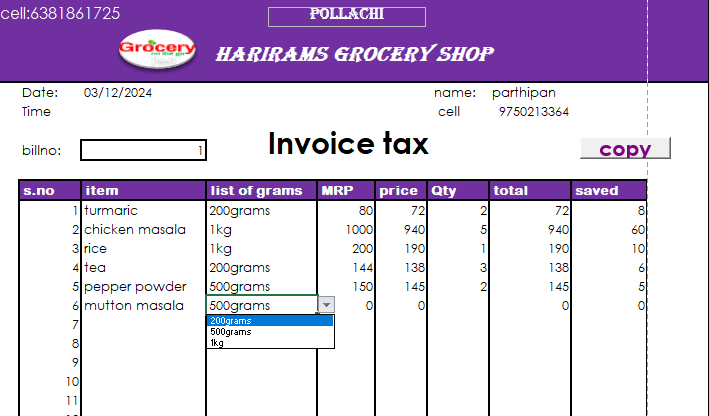 cell:6381861725
POLLACHI
Grocery
HARIRAMS GROCERY SHOP
Date: 03/12/2024 name: parthipan
Time cell 9750213364
billno: 1 Invoice tax copy
s.no item list of grams MRP price Qty total saved
1 turmaric 200grams 80 72 2 72 8
2 chicken masala 1kg 1000 940 5 940 60
3 rice 1kg 200 190 1 190 10
4 tea 200grams 144 138 3 138 6
5 pepper powder 500grams 150 145 2 145 5
6 mutton masala 500grams 0 0 0 0
7 200grams
500grams
8 1kg
9
10
11